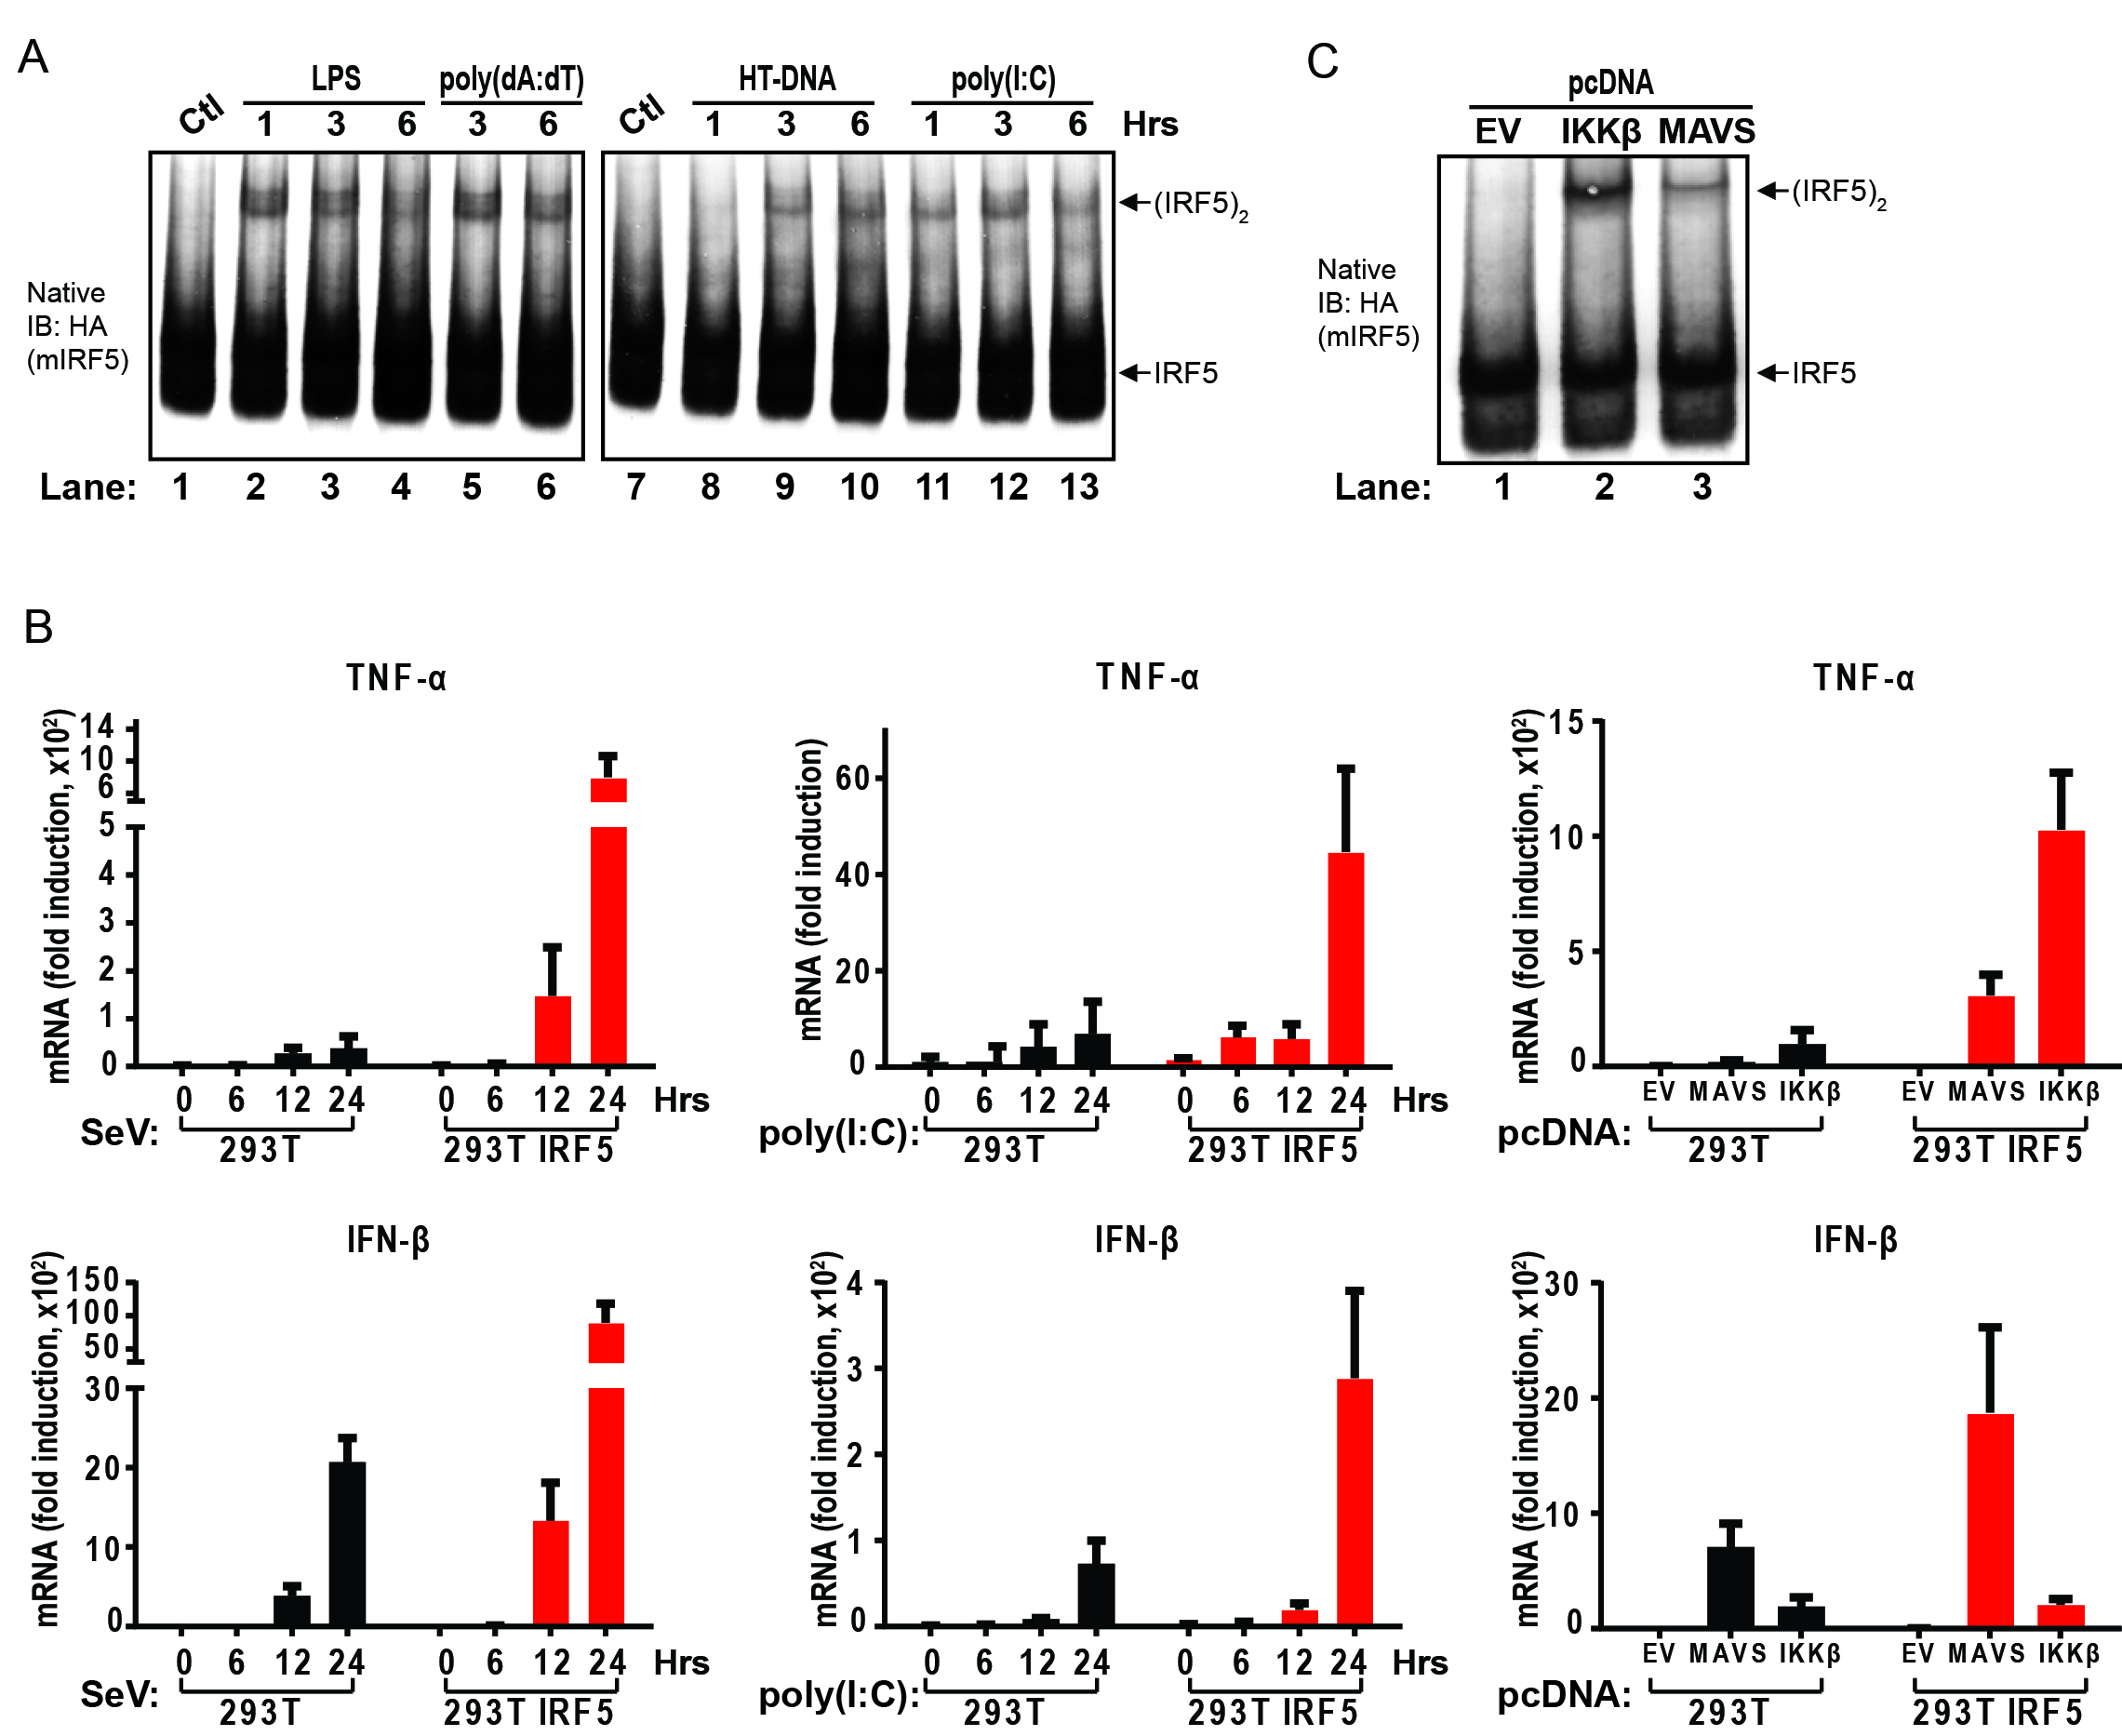 A
LPS poly(dA:dT) HT-DNA poly(I:C)
Ctl 1 3 6 3 6 Ctl 1 3 6 1 3 6 Hrs
Native
IB: HA
(mIRF5)
(IRF5)2
IRF5
Lane: 1 2 3 4 5 6 7 8 9 10 11 12 13
C
pcDNA
EV IKKβ MAVS
Native
IB: HA
(mIRF5)
(IRF5)2
IRF5
Lane: 1 2 3
B
TNF-α
mRNA (fold induction, x10²)
14
10
6
5
4
3
2
1
0
0 6 12 24 0 6 12 24 Hrs
SeV:
293T 293T IRF5
TNF-α
mRNA (fold induction)
60
40
20
0
0 6 12 24 0 6 12 24 Hrs
poly(I:C):
293T 293T IRF5
TNF-α
mRNA (fold induction, x10²)
15
10
5
0
EV MAVS IKKβ EV MAVS IKKβ
pcDNA:
293T 293T IRF5
IFN-β
mRNA (fold induction, x10²)
150
100
50
30
20
10
0
0 6 12 24 0 6 12 24 Hrs
SeV:
293T 293T IRF5
IFN-β
mRNA (fold induction, x10²)
4
3
2
1
0
0 6 12 24 0 6 12 24 Hrs
poly(I:C):
293T 293T IRF5
IFN-β
mRNA (fold induction, x10²)
30
20
10
0
EV MAVS IKKβ EV MAVS IKKβ
pcDNA:
293T 293T IRF5